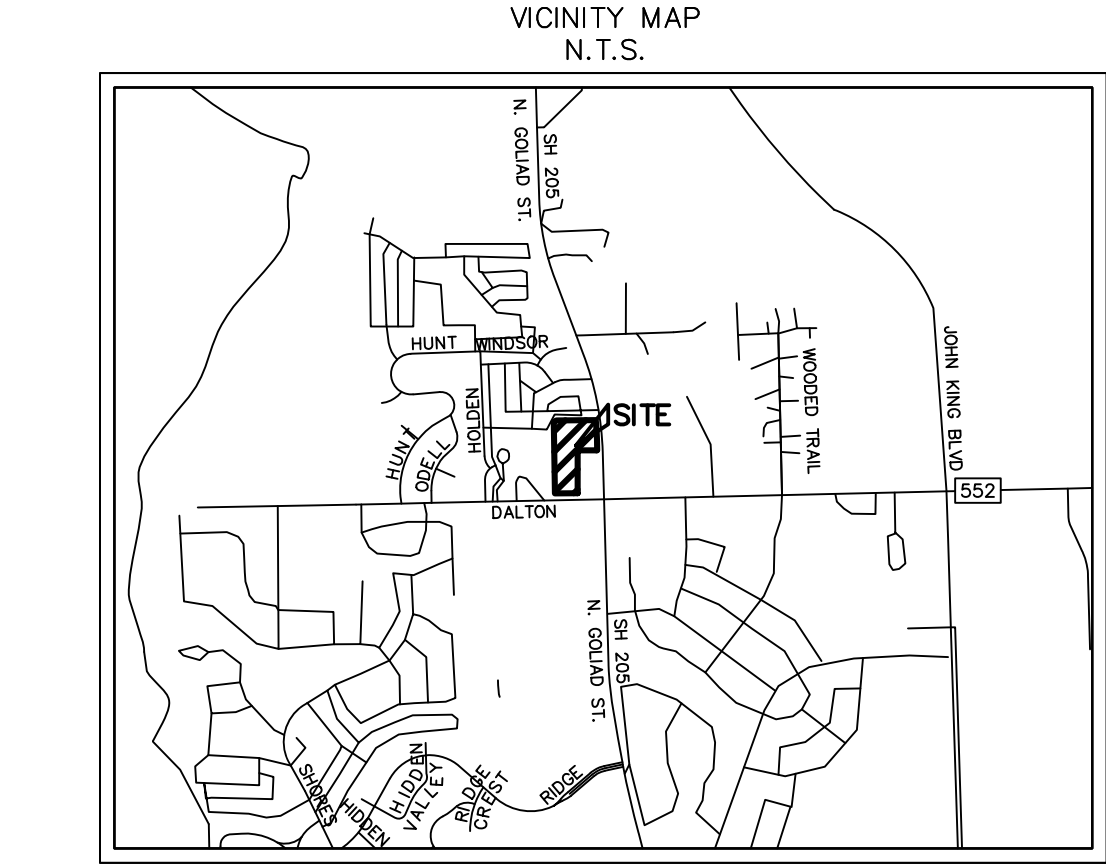 VICINITY MAP
N.T.S.
N. GOLIAD ST.
SH 205
HUNT
WINDSOR
JOHN KING BLVD
WOODED TRAIL
HOLDEN
SITE
HUNT
ODELL
552
DALTON
N. GOLIAD ST.
SH 205
SHORES
HIDDEN
HIDDEN
VALLEY
RIDGE
CREST
RIDGE